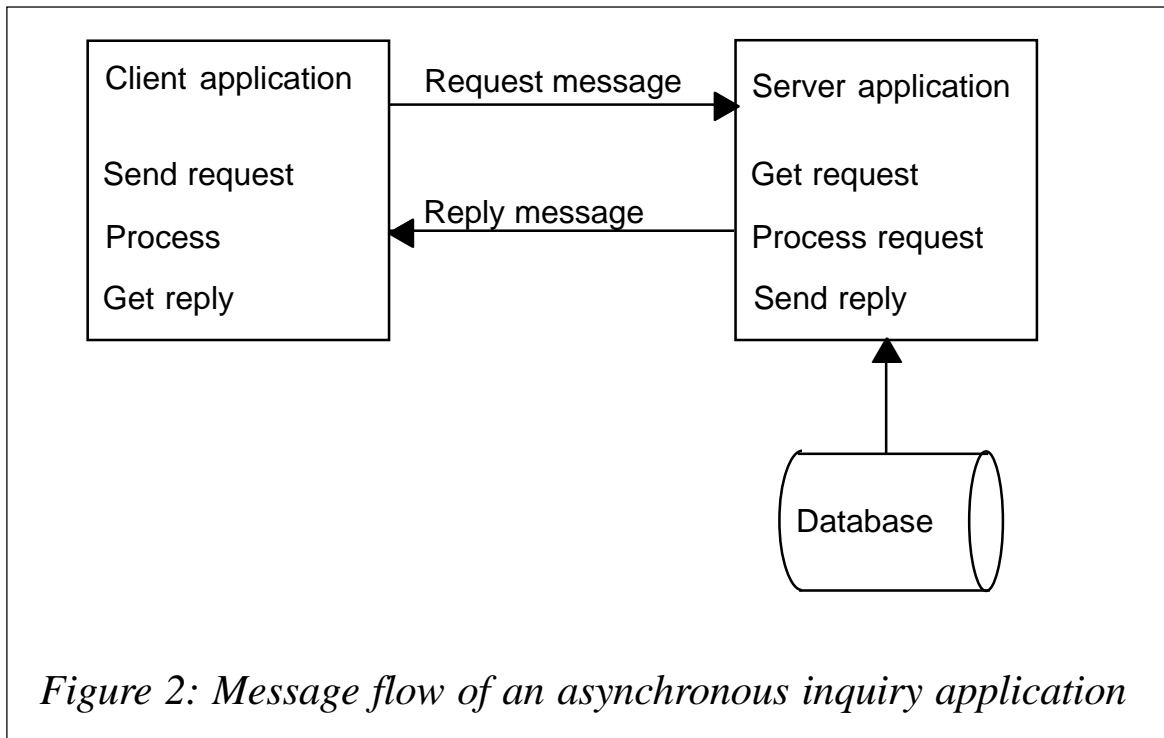 Client application
Send request
Process
Get reply
Request message
Reply message
Server application
Get request
Process request
Send reply
Database
Figure 2: Message flow of an asynchronous inquiry application